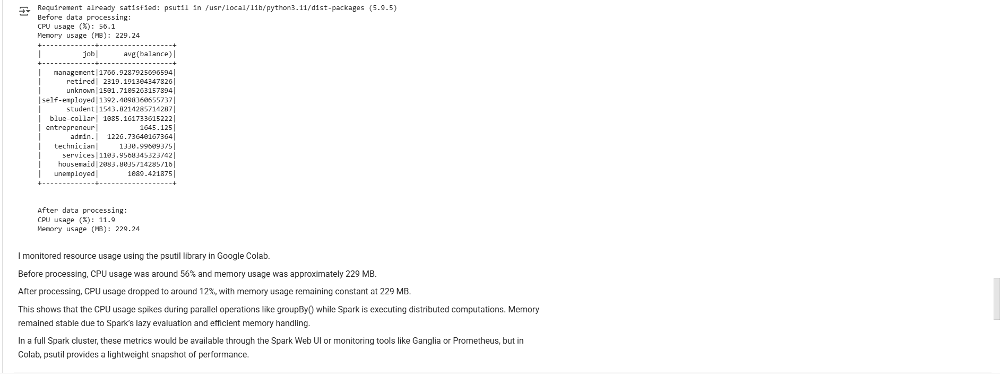 Requirement already satisfied: psutil in /usr/local/lib/python3.11/dist-packages (5.9.5)
Before data processing:
CPU usage (%): 56.1
Memory usage (MB): 229.24
+-------------+------------------+
|          job|      avg(balance)|
+-------------+------------------+
|   management|1766.9287925696594|
|      retired| 2319.191304347826|
|      unknown|1501.7105263157894|
|self-employed|1392.4098360655737|
|      student|1543.8214285714287|
|  blue-collar| 1085.161733615222|
| entrepreneur|          1645.125|
|       admin.|  1226.73640167364|
|   technician|     1330.99609375|
|     services|1103.9568345323742|
|    housemaid|2083.8035714285716|
|   unemployed|       1089.421875|
+-------------+------------------+
After data processing:
CPU usage (%): 11.9
Memory usage (MB): 229.24
I monitored resource usage using the psutil library in Google Colab.
Before processing, CPU usage was around 56% and memory usage was approximately 229 MB.
After processing, CPU usage dropped to around 12%, with memory usage remaining constant at 229 MB.
This shows that the CPU usage spikes during parallel operations like groupBy() while Spark is executing distributed computations. Memory
remained stable due to Spark’s lazy evaluation and efficient memory handling.
In a full Spark cluster, these metrics would be available through the Spark Web UI or monitoring tools like Ganglia or Prometheus, but in
Colab, psutil provides a lightweight snapshot of performance.